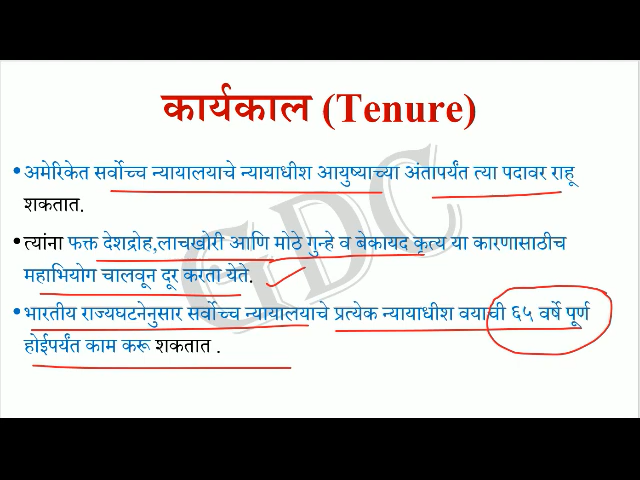 कार्यकाल (Tenure)
•अमेरिकेत सर्वोच्च न्यायालयाचे न्यायाधीश आयुष्याच्या अंतापर्यंत त्या पदावर राहू
शकतात.
•त्यांना फक्त देशद्रोह,लाचखोरी आणि मोठे गुन्हे व बेकायद कृत्य या कारणासाठीच
महाभियोग चालवून दूर करता येते.
•भारतीय राज्यघटनेनुसार सर्वोच्च न्यायालयाचे प्रत्येक न्यायाधीश वयाची ६५ वर्षे पूर्ण
होईपर्यंत काम करू शकतात .
GDC